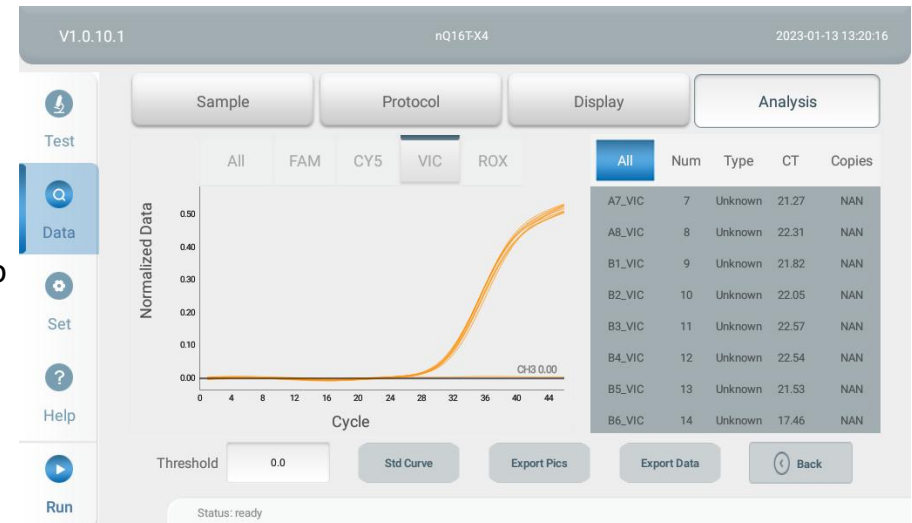 V1.0.10.1 nQ16T-X4 2023-01-13 13:20:16
Test
Data
Set
Help
Run
Sample Protocol Display Analysis
All FAM CY5 VIC ROX
Normalized Data
0.50
0.40
0.30
0.20
0.10
0.00
CH3 0.00
0 4 8 12 16 20 24 28 32 36 40 44
Cycle
All Num Type CT Copies
A7_VIC 7 Unknown 21.27 NAN
A8_VIC 8 Unknown 22.31 NAN
B1_VIC 9 Unknown 21.82 NAN
B2_VIC 10 Unknown 22.05 NAN
B3_VIC 11 Unknown 22.57 NAN
B4_VIC 12 Unknown 22.54 NAN
B5_VIC 13 Unknown 21.53 NAN
B6_VIC 14 Unknown 17.46 NAN
Threshold 0.0 Std Curve Export Pics Export Data Back
Status: ready